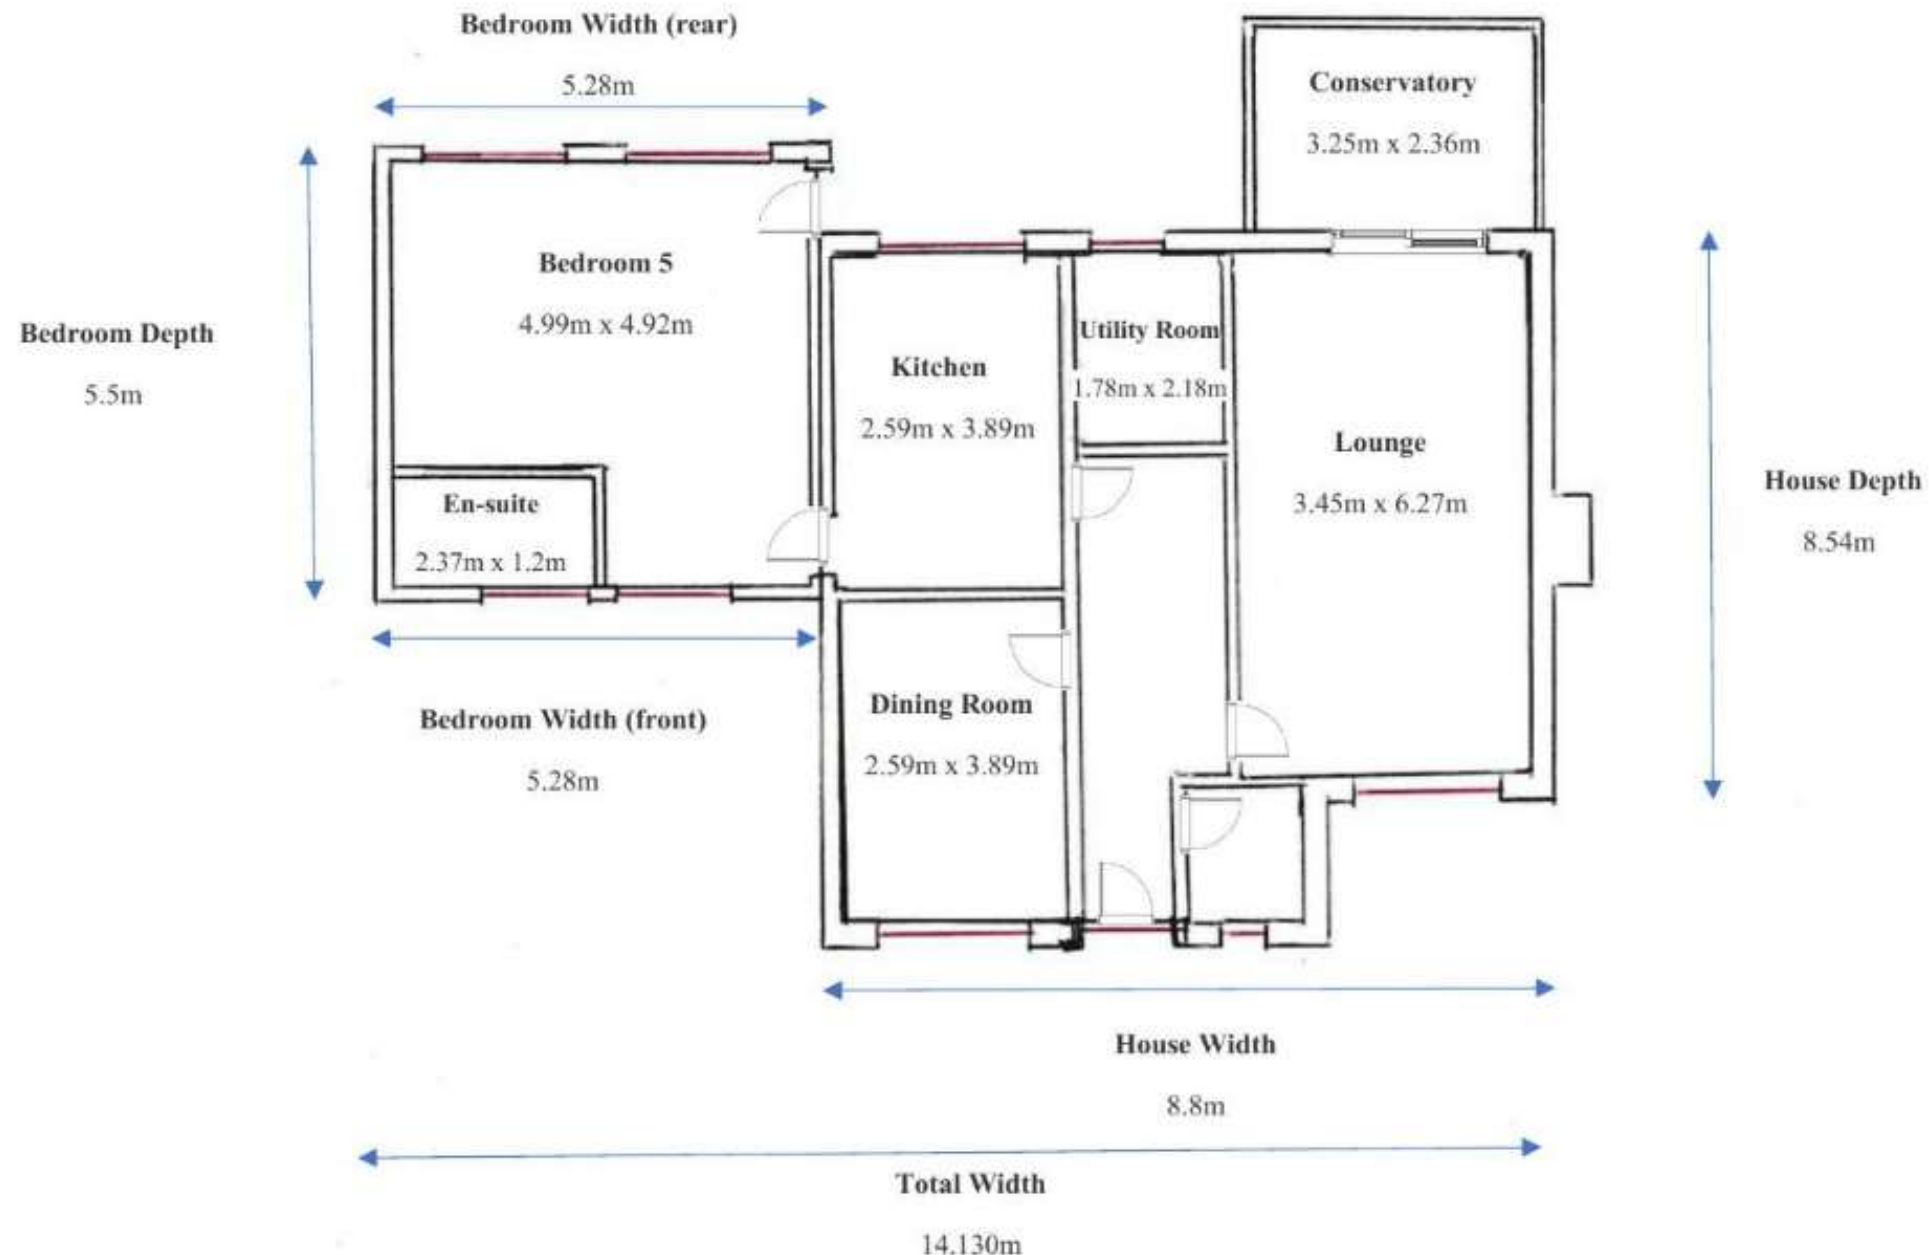 Bedroom Width (rear)
5.28m
Conservatory
3.25m x 2.36m
Bedroom 5
4.99m x 4.92m
Bedroom Depth
5.5m
Kitchen
2.59m x 3.89m
Utility Room
1.78m x 2.18m
Lounge
3.45m x 6.27m
House Depth
8.54m
En-suite
2.37m x 1.2m
Bedroom Width (front)
5.28m
Dining Room
2.59m x 3.89m
House Width
8.8m
Total Width
14.130m